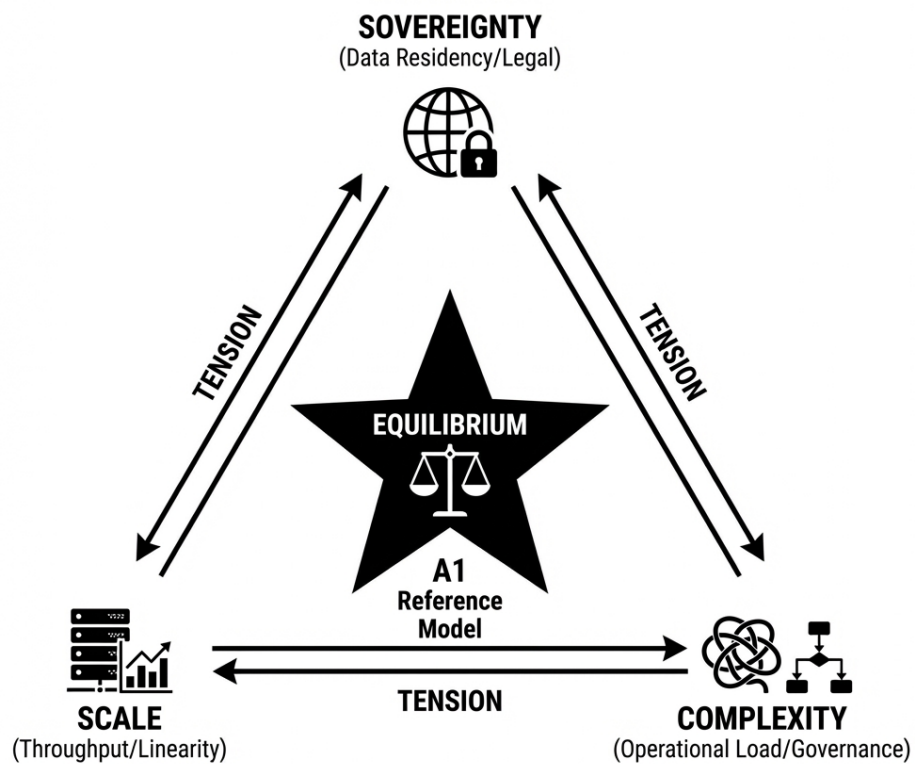 SOVEREIGNTY
(Data Residency/Legal)
TENSION
TENSION
EQUILIBRIUM
A1
Reference
Model
TENSION
SCALE
(Throughput/Linearity)
COMPLEXITY
(Operational Load/Governance)